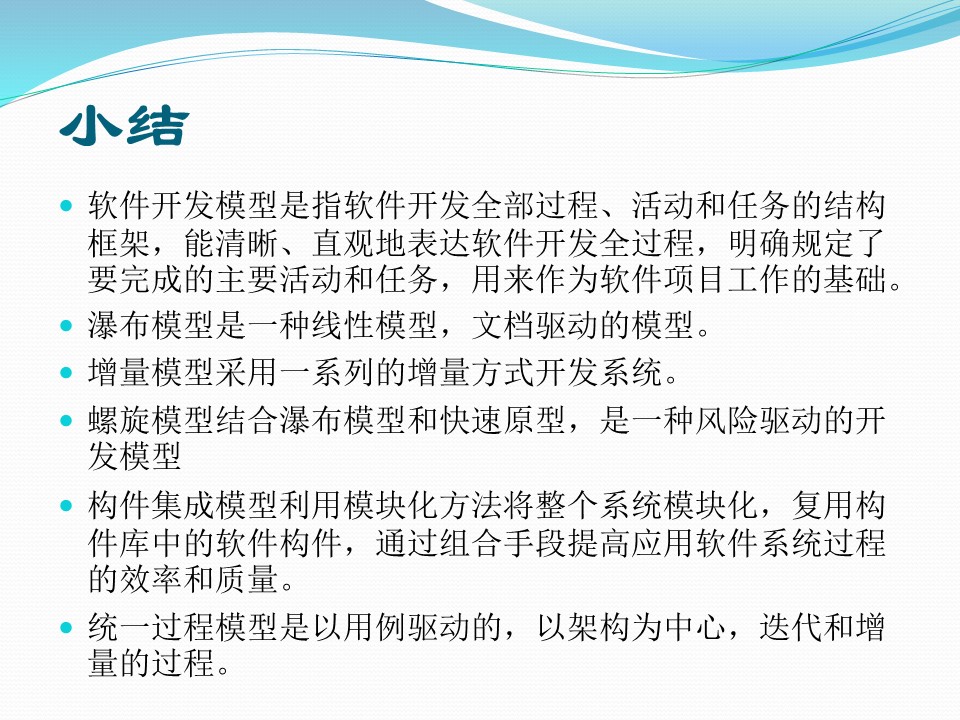 小结
• 软件开发模型是指软件开发全部过程、活动和任务的结构
框架，能清晰、直观地表达软件开发全过程，明确规定了
要完成的主要活动和任务，用来作为软件项目工作的基础。
• 瀑布模型是一种线性模型，文档驱动的模型。
• 增量模型采用一系列的增量方式开发系统。
• 螺旋模型结合瀑布模型和快速原型，是一种风险驱动的开
发模型
• 构件集成模型利用模块化方法将整个系统模块化，复用构
件库中的软件构件，通过组合手段提高应用软件系统过程
的效率和质量。
• 统一过程模型是以用例驱动的，以架构为中心，迭代和增
量的过程。